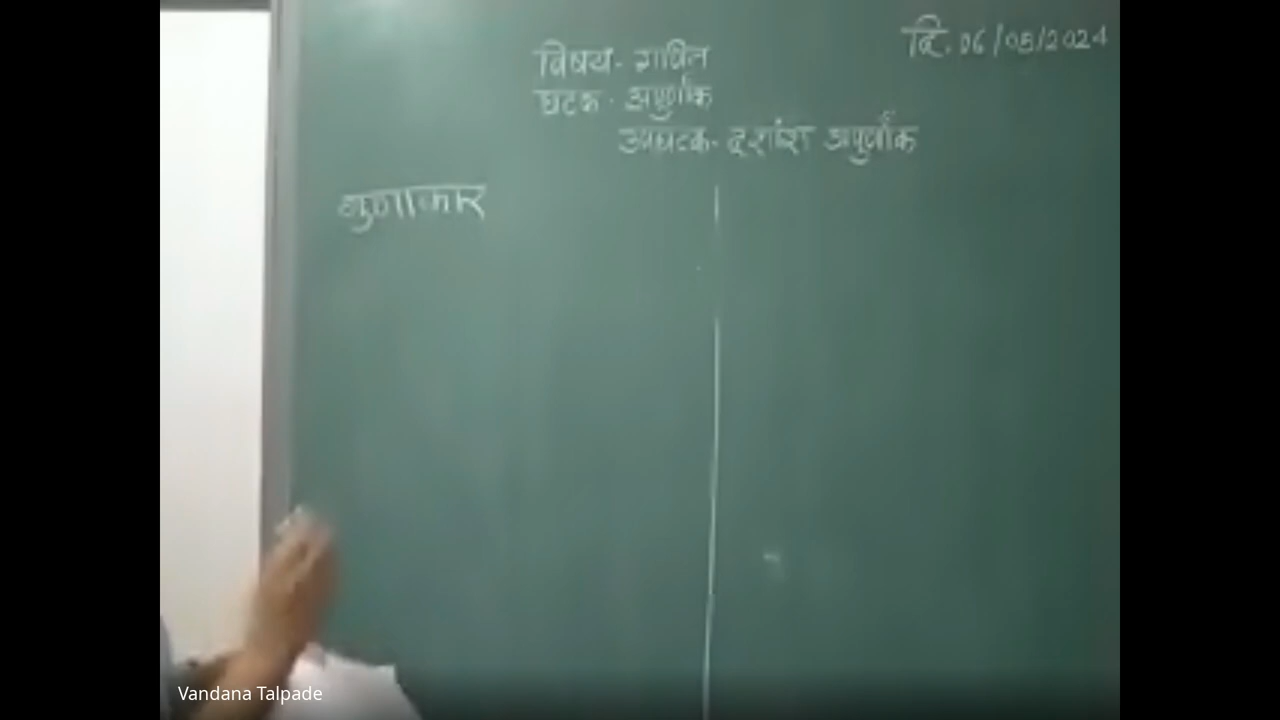 दि. 06/05/2024
विषय- गणित
घटक - अपुर्णांक
उपघटक- दशांश अपुर्णांक
गुणाकार
Vandana Talpade